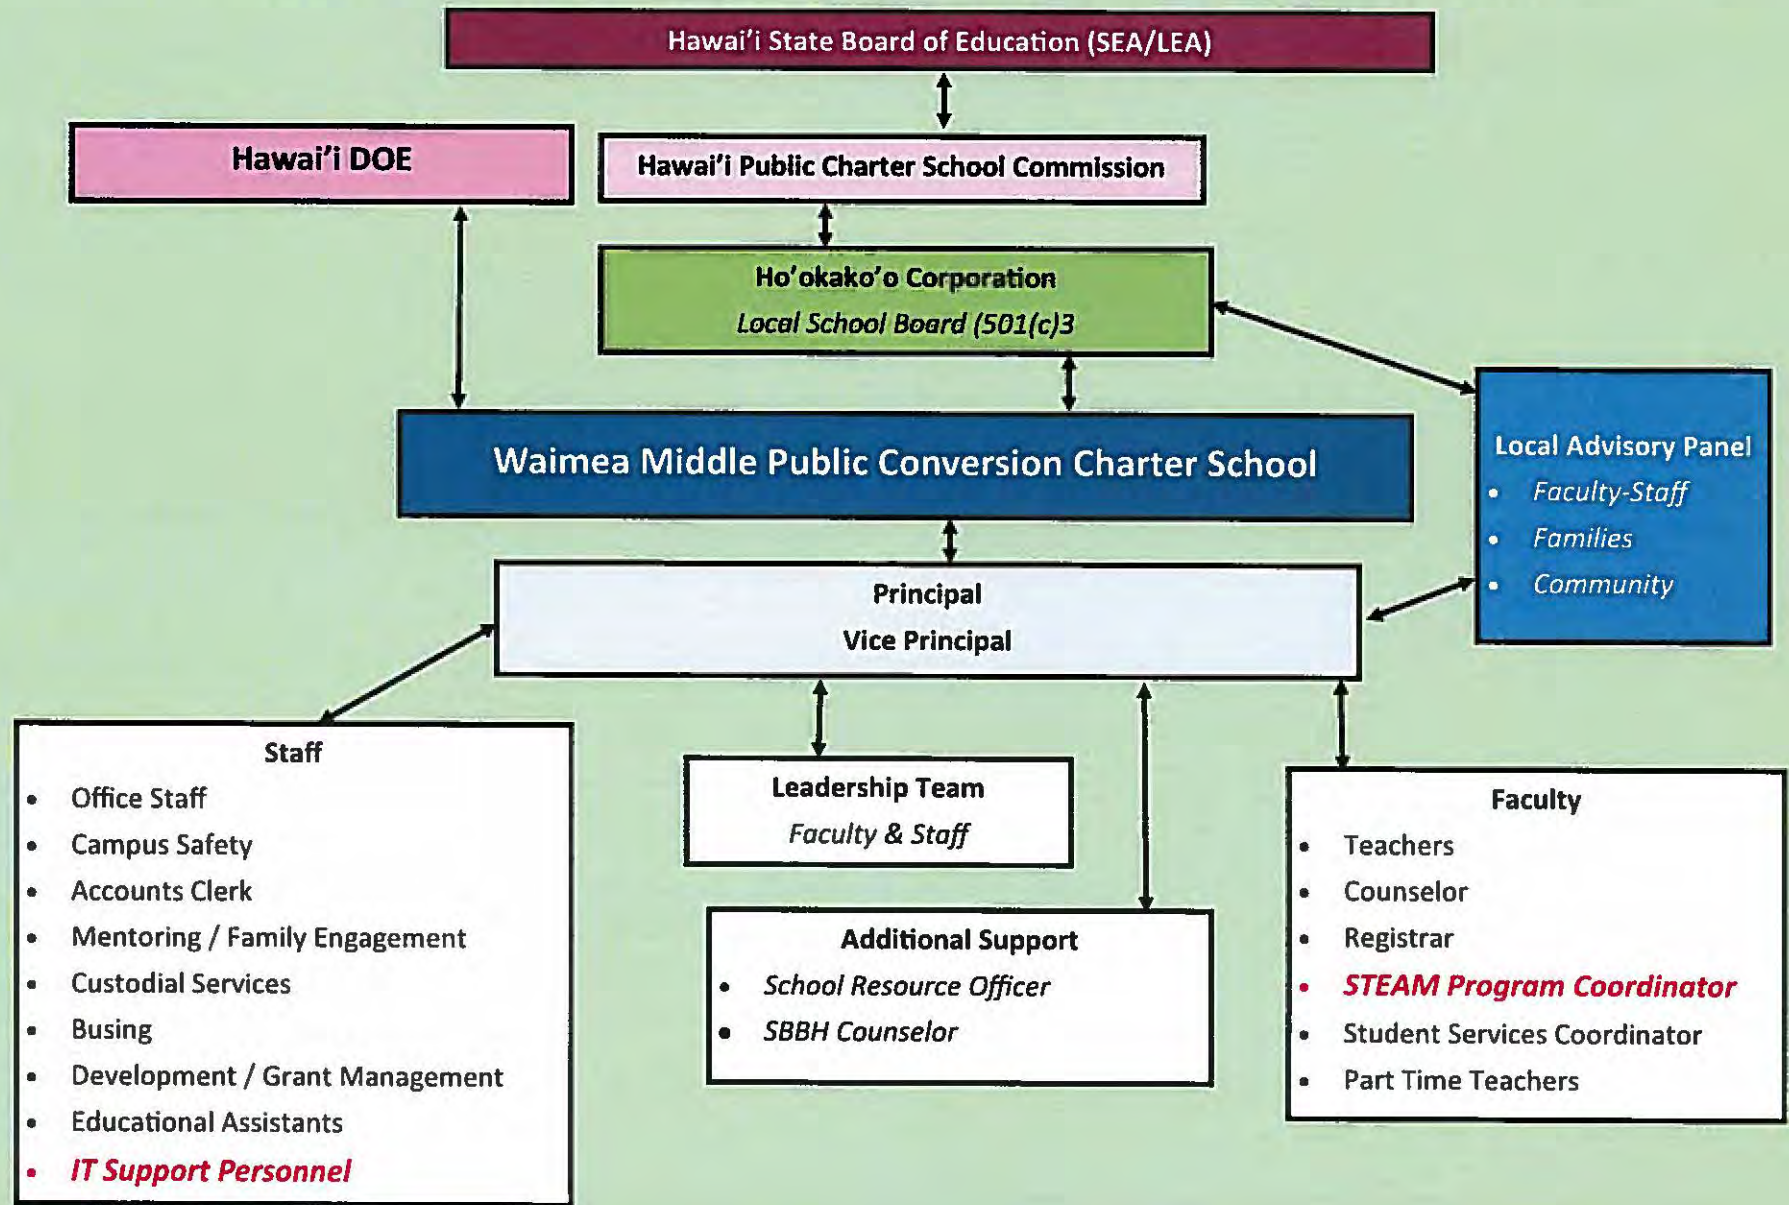 Hawai'i State Board of Education (SEA/LEA)
Hawai'i DOE
Hawai'i Public Charter School Commission
Ho'okako'o Corporation
Local School Board (501(c)3
Waimea Middle Public Conversion Charter School
Local Advisory Panel
• Faculty-Staff
• Families
• Community
Principal
Vice Principal
Staff
• Office Staff
• Campus Safety
• Accounts Clerk
• Mentoring / Family Engagement
• Custodial Services
• Busing
• Development / Grant Management
• Educational Assistants
• IT Support Personnel
Leadership Team
Faculty & Staff
Additional Support
• School Resource Officer
• SBBH Counselor
Faculty
• Teachers
• Counselor
• Registrar
• STEAM Program Coordinator
• Student Services Coordinator
• Part Time Teachers